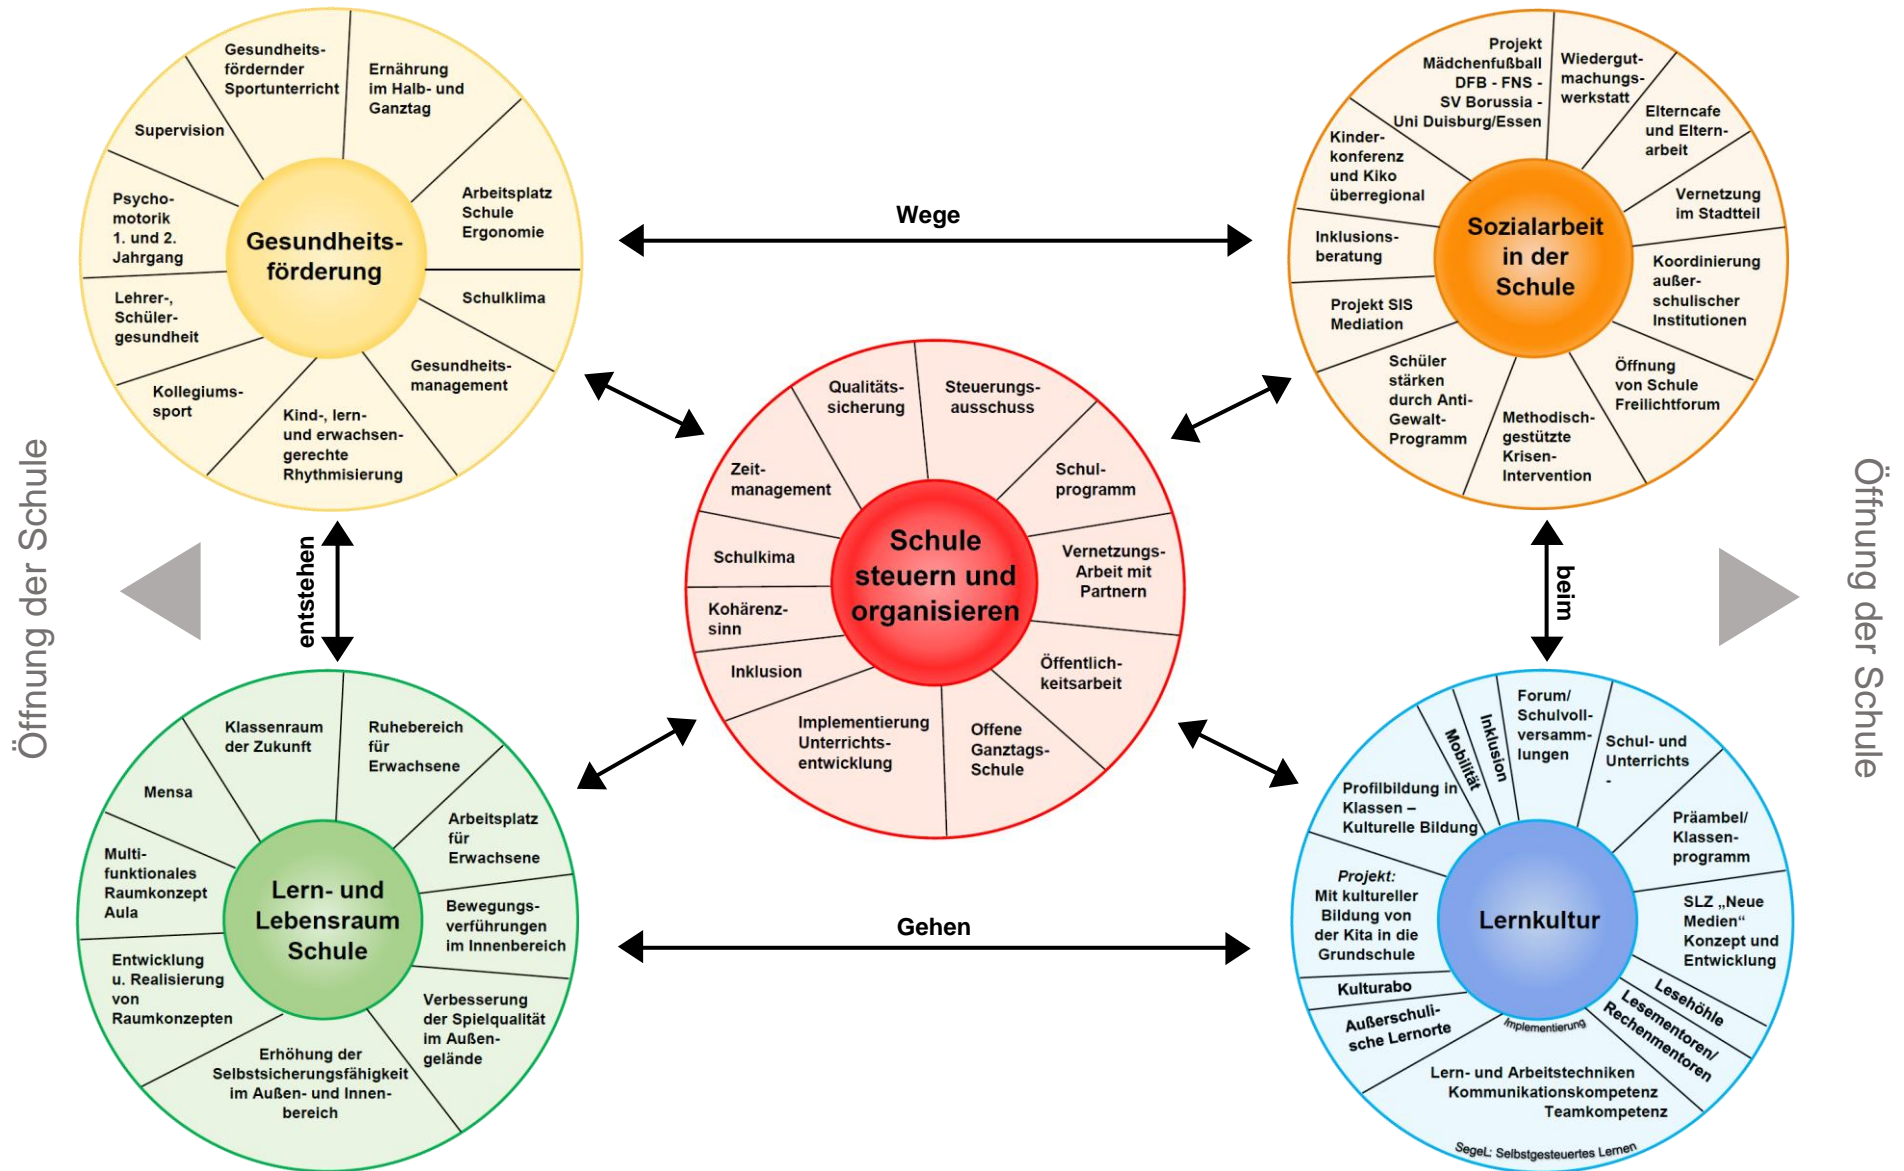 Gesundheits-
fördernder
Sportunterricht
Ernährung
im Halb- und
Ganztag
Arbeitsplatz
Schule
Ergonomie
Schulklima
Gesundheits-
management
Kind-, lern-
und erwachsen-
gerechte
Rhythmisierung
Kollegiums-
sport
Lehrer-,
Schüler-
gesundheit
Psycho-
motorik
1. und 2.
Jahrgang
Supervision
Gesundheits-
förderung
Wege
Projekt
Mädchenfußball
DFB - FNS -
SV Borussia -
Uni Duisburg/Essen
Wiedergut-
machungs-
werkstatt
Elterncafe
und Eltern-
arbeit
Vernetzung
im Stadtteil
Koordinierung
außer-
schulischer
Institutionen
Öffnung
von Schule
Freilichtforum
Methodisch-
gestützte
Krisen-
Intervention
Schüler
stärken
durch Anti-
Gewalt-
Programm
Projekt SIS
Mediation
Inklusions-
beratung
Kinder-
konferenz
und Kiko
überregional
Sozialarbeit
in der
Schule
Qualitäts-
sicherung
Steuerungs-
ausschuss
Schul-
programm
Vernetzungs-
Arbeit mit
Partnern
Öffentlich-
keitsarbeit
Offene
Ganztags-
Schule
Implementierung
Unterrichts-
entwicklung
Inklusion
Kohärenz-
sinn
Schulkima
Zeit-
management
Schule
steuern und
organisieren
Öffnung der Schule
entstehen
beim
Öffnung der Schule
Klassenraum
der Zukunft
Ruhebereich
für
Erwachsene
Arbeitsplatz
für
Erwachsene
Bewegungs-
verführungen
im Innenbereich
Verbesserung
der Spielqualität
im Außen-
gelände
Erhöhung der
Selbstsicherungsfähigkeit
im Außen- und Innen-
bereich
Entwicklung
u. Realisierung
von
Raumkonzepten
Multi-
funktionales
Raumkonzept
Aula
Mensa
Lern- und
Lebensraum
Schule
Gehen
Mobilität
Inklusion
Forum/
Schulvoll-
versamm-
lungen
Schul- und
Unterrichts
-
Präambel/
Klassen-
programm
SLZ „Neue
Medien“
Konzept und
Entwicklung
Lesehöhle
Lesementoren/
Rechenmentoren
Implementierung
Lern- und Arbeitstechniken
Kommunikationskompetenz
Teamkompetenz
SegeL: Selbstgesteuertes Lernen
Außerschuli-
sche Lernorte
Kulturabo
Projekt:
Mit kultureller
Bildung von
der Kita in die
Grundschule
Profilbildung in
Klassen –
Kulturelle Bildung
Lernkultur